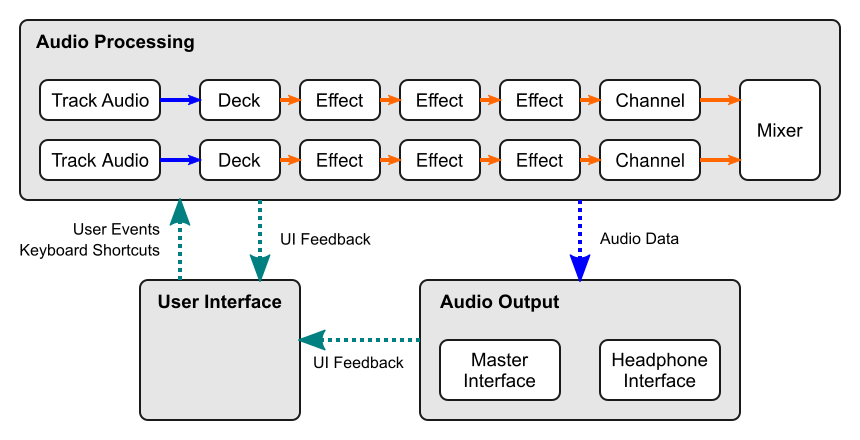 Audio Processing
Track Audio
Deck
Effect
Effect
Effect
Channel
Mixer
Track Audio
Deck
Effect
Effect
Effect
Channel
User Events
Keyboard Shortcuts
UI Feedback
Audio Data
User Interface
Audio Output
UI Feedback
Master
Interface
Headphone
Interface